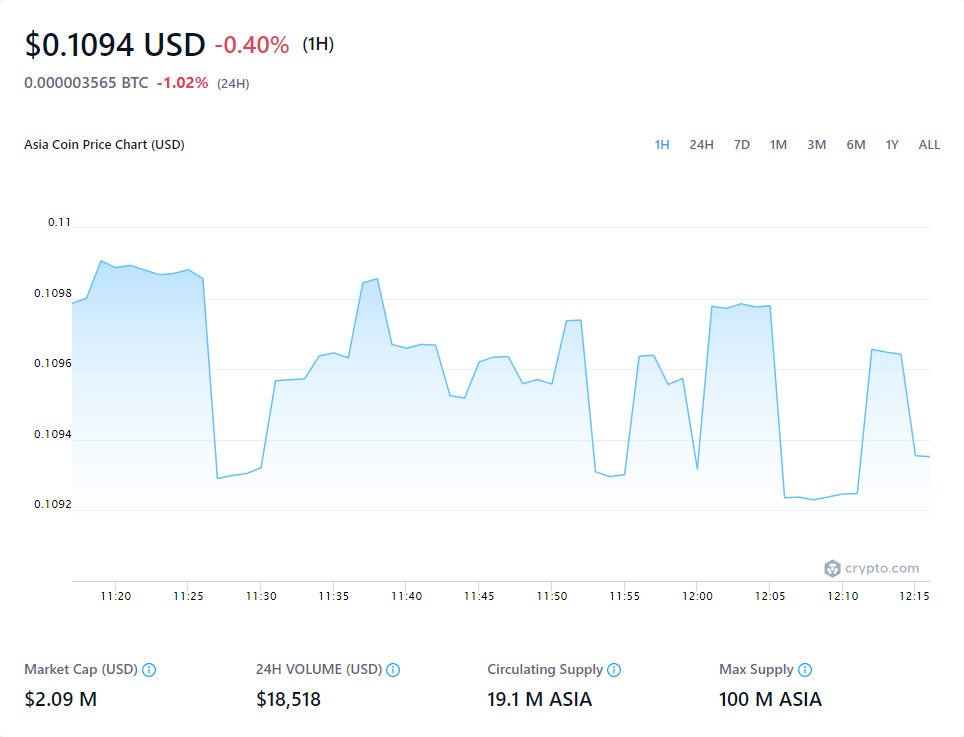 $0.1094 USD -0.40% (1H)
0.000003565 BTC -1.02% (24H)
Asia Coin Price Chart (USD)
1H 24H 7D 1M 3M 6M 1Y ALL
0.11
0.1098
0.1096
0.1094
0.1092
crypto.com
11:20 11:25 11:30 11:35 11:40 11:45 11:50 11:55 12:00 12:05 12:10 12:15
Market Cap (USD) 24H VOLUME (USD) Circulating Supply Max Supply
$2.09 M $18,518 19.1 M ASIA 100 M ASIA